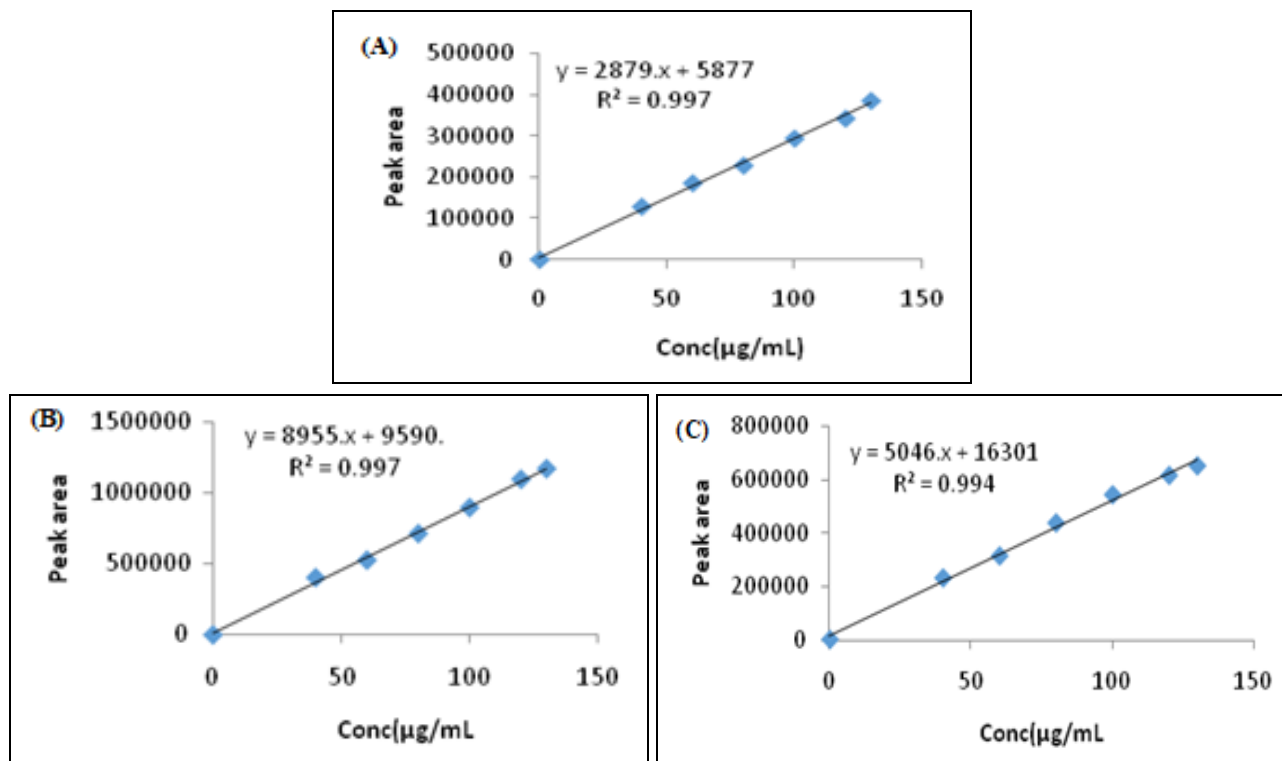 (A)
500000
400000
300000
200000
100000
0
y = 2879.x + 5877
R² = 0.997
Peak area
0 50 100 150
Conc(µg/mL)
(B)
1500000
1000000
500000
0
y = 8955.x + 9590.
R² = 0.997
Peak area
0 50 100 150
Conc(µg/mL
(C)
800000
600000
400000
200000
0
y = 5046.x + 16301
R² = 0.994
Peak area
0 50 100 150
Conc(µg/mL